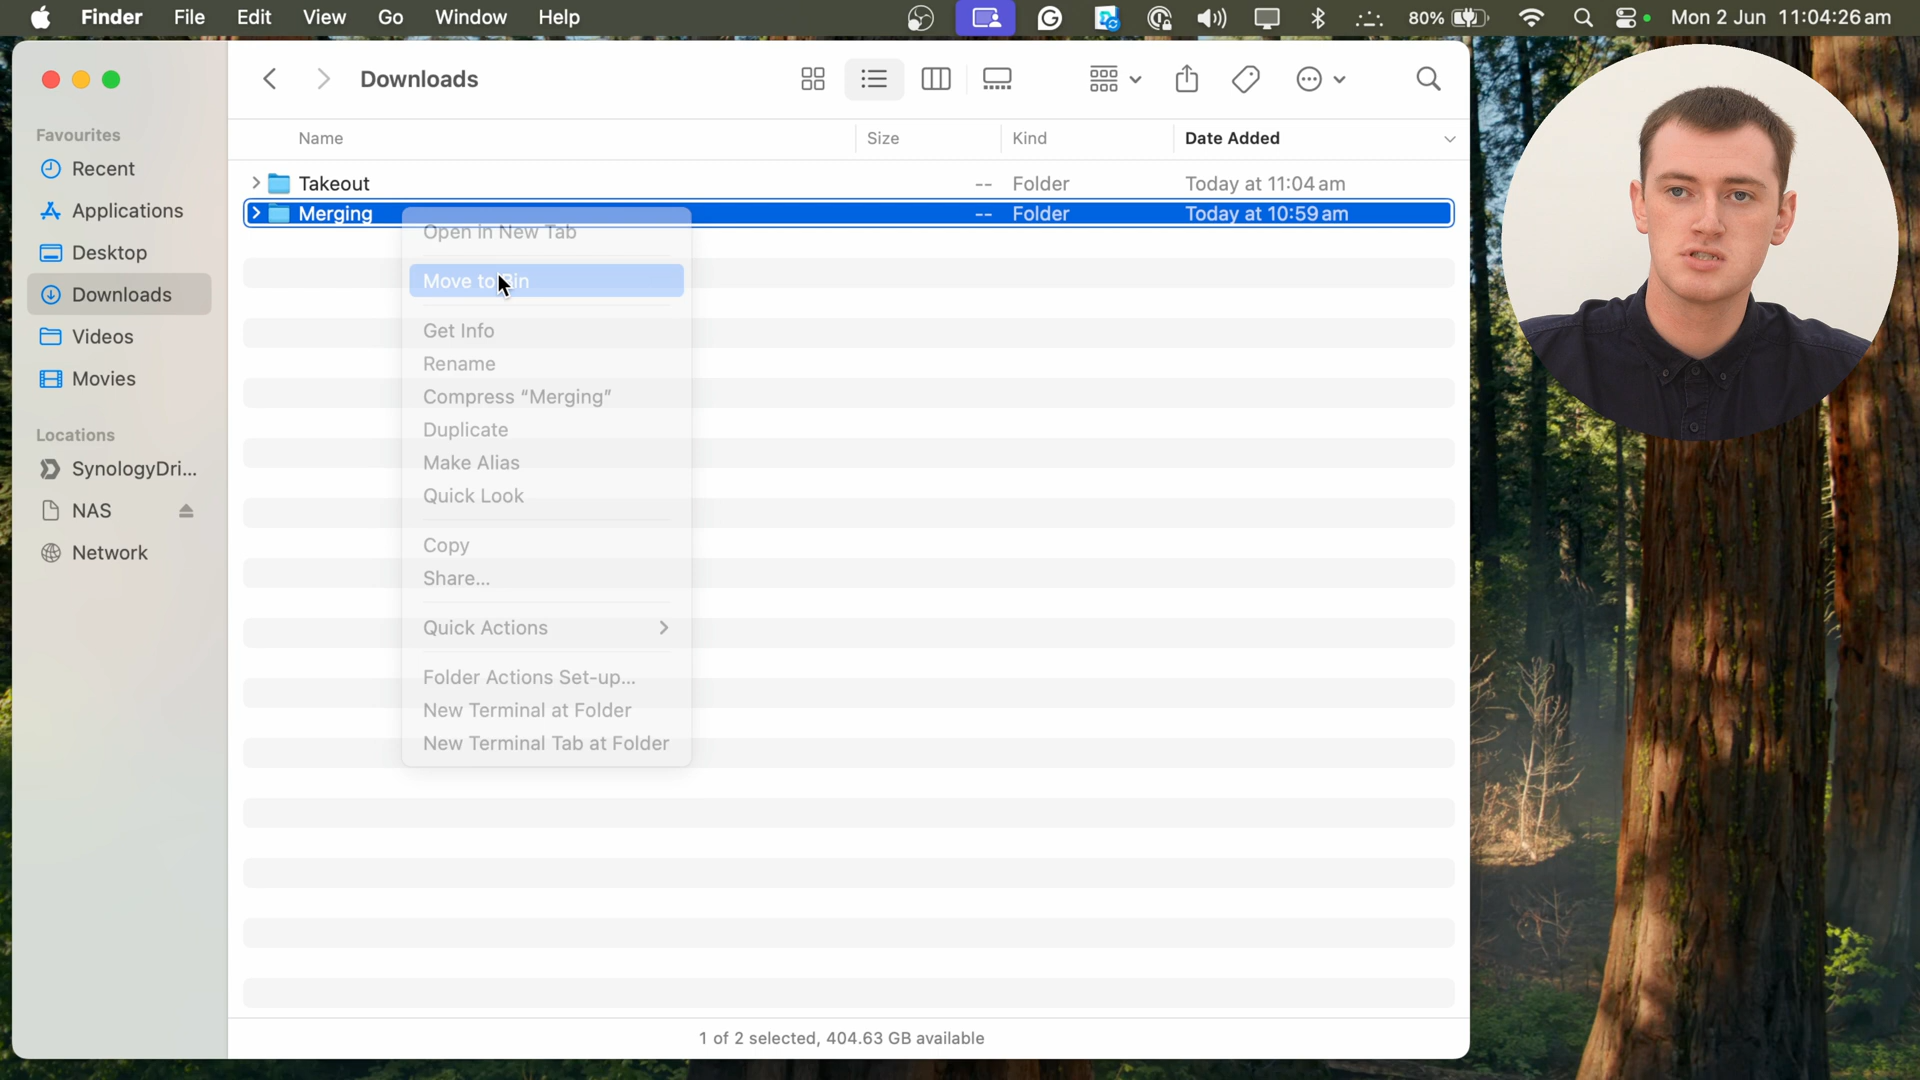 Finder File Edit View Go Window Help 80% Mon 2 Jun 11:04:26 am
Downloads
Favourites
Recent
Applications
Desktop
Downloads
Videos
Movies
Locations
SynologyDri...
NAS
Network
Name Size Kind Date Added
Takeout -- Folder Today at 11:04 am
Merging -- Folder Today at 10:59 am
Open in New Tab
Move to Bin
Get Info
Rename
Compress “Merging”
Duplicate
Make Alias
Quick Look
Copy
Share...
Quick Actions
Folder Actions Set-up...
New Terminal at Folder
New Terminal Tab at Folder
1 of 2 selected, 404.63 GB available